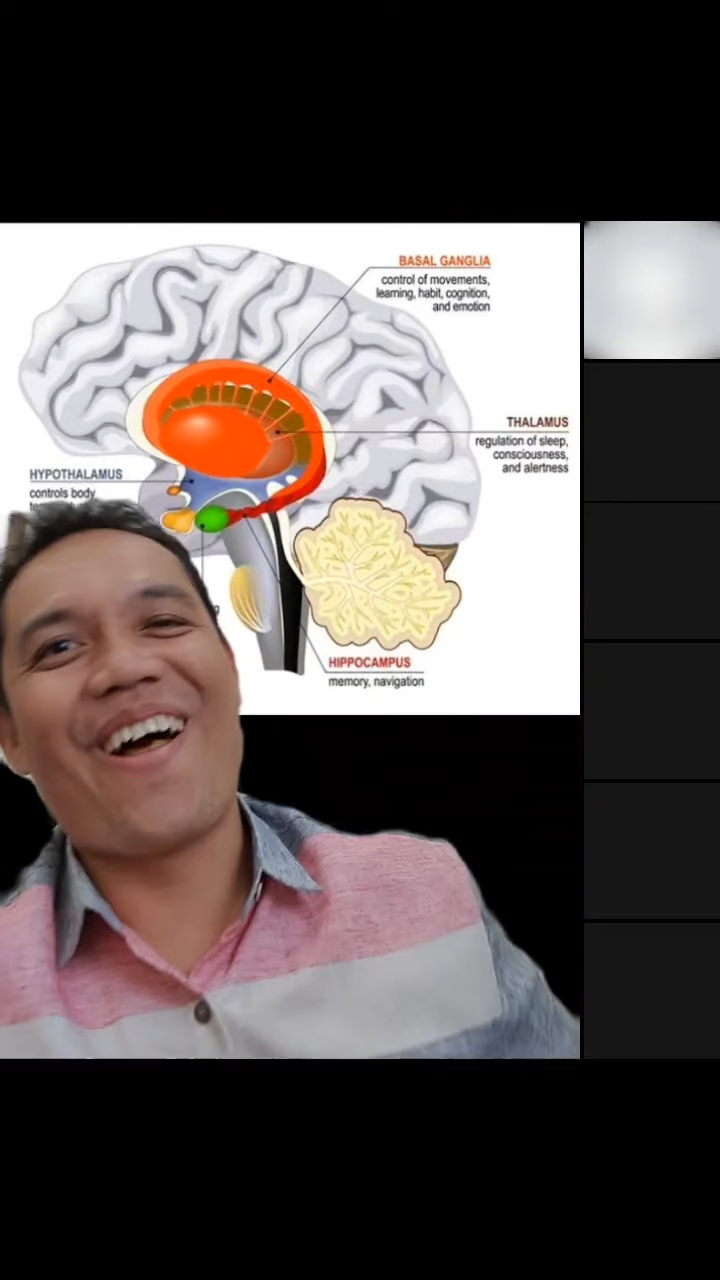 BASAL GANGLIA
control of movements,
learning, habit, cognition,
and emotion
THALAMUS
regulation of sleep,
consciousness,
and alertness
HYPOTHALAMUS
controls body
HIPPOCAMPUS
memory, navigation